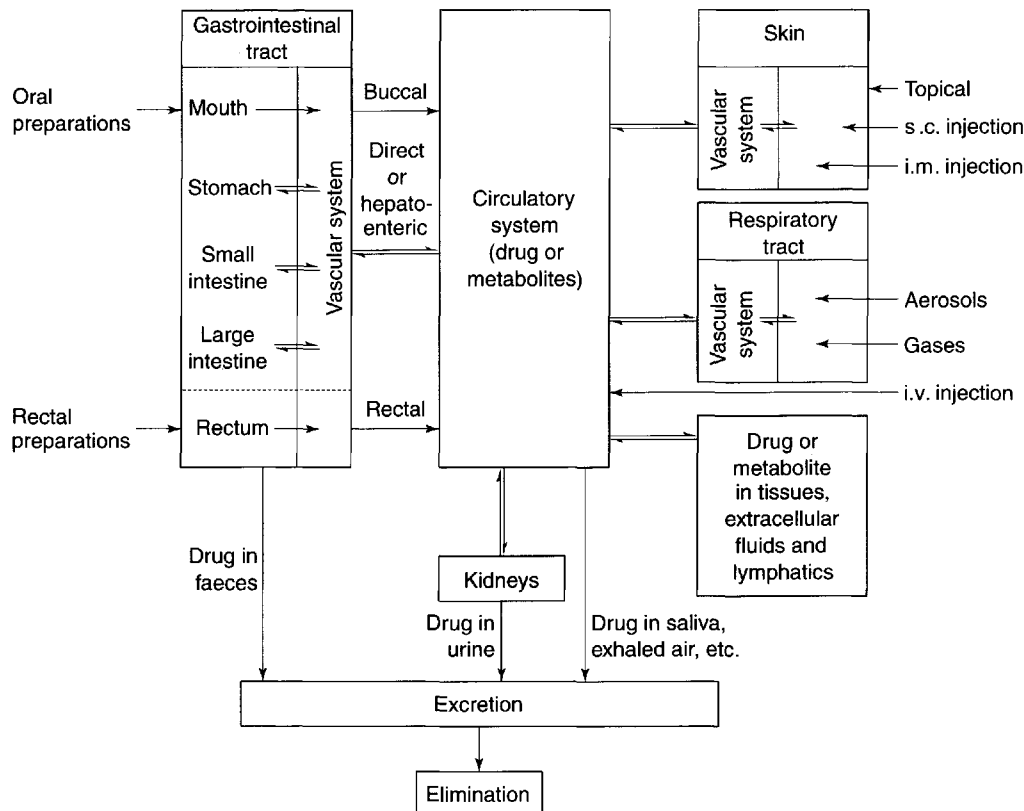 Gastrointestinal
tract
Oral
preparations
Mouth
Stomach
Small
intestine
Large
intestine
Rectal
preparations
Rectum
Vascular system
Buccal
Direct
or
hepato-
enteric
Rectal
Circulatory
system
(drug or
metabolites)
Skin
Vascular
system
Topical
s.c. injection
i.m. injection
Respiratory
tract
Vascular
system
Aerosols
Gases
i.v. injection
Drug or
metabolite
in tissues,
extracellular
fluids and
lymphatics
Drug in
faeces
Kidneys
Drug in
urine
Drug in saliva,
exhaled air, etc.
Excretion
Elimination